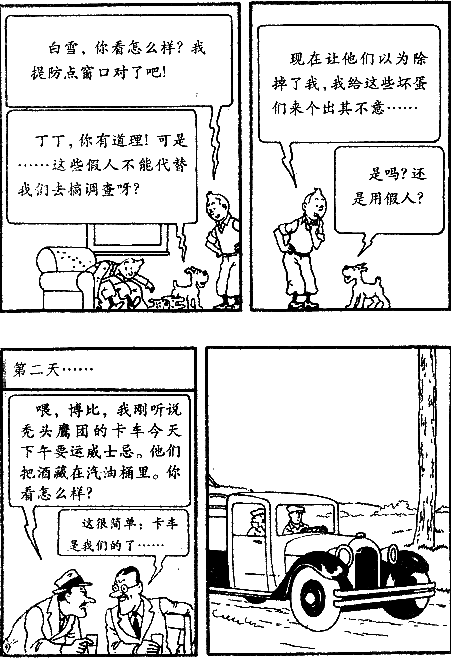 白雪，你看怎么样？我
提防点窗口对了吧！
丁丁，你有道理！可是
……这些假人不能代替
我们去搞调查呀？
现在让他们以为除
掉了我，我给这些坏蛋
们来个出其不意……
是吗？还
是用假人？
第二天……
喂，博比，我刚听说
秃头鹰团的卡车今天
下午要运威士忌。他们
把酒藏在汽油桶里。你
看怎么样？
这很简单；卡车
是我们的了……